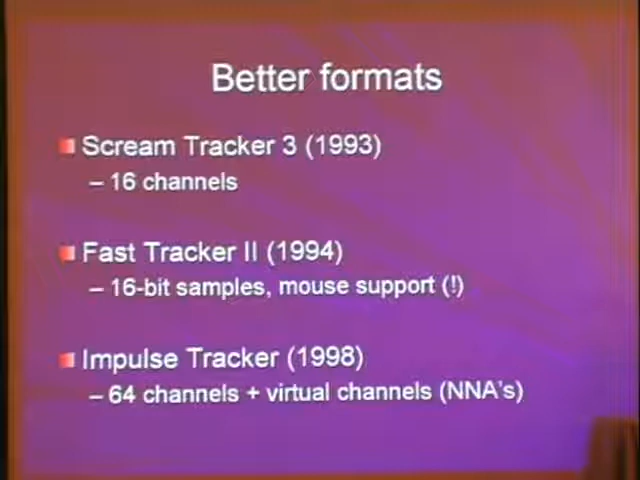 Better formats
Scream Tracker 3 (1993)
– 16 channels
Fast Tracker II (1994)
– 16-bit samples, mouse support (!)
Impulse Tracker (1998)
– 64 channels + virtual channels (NNA's)